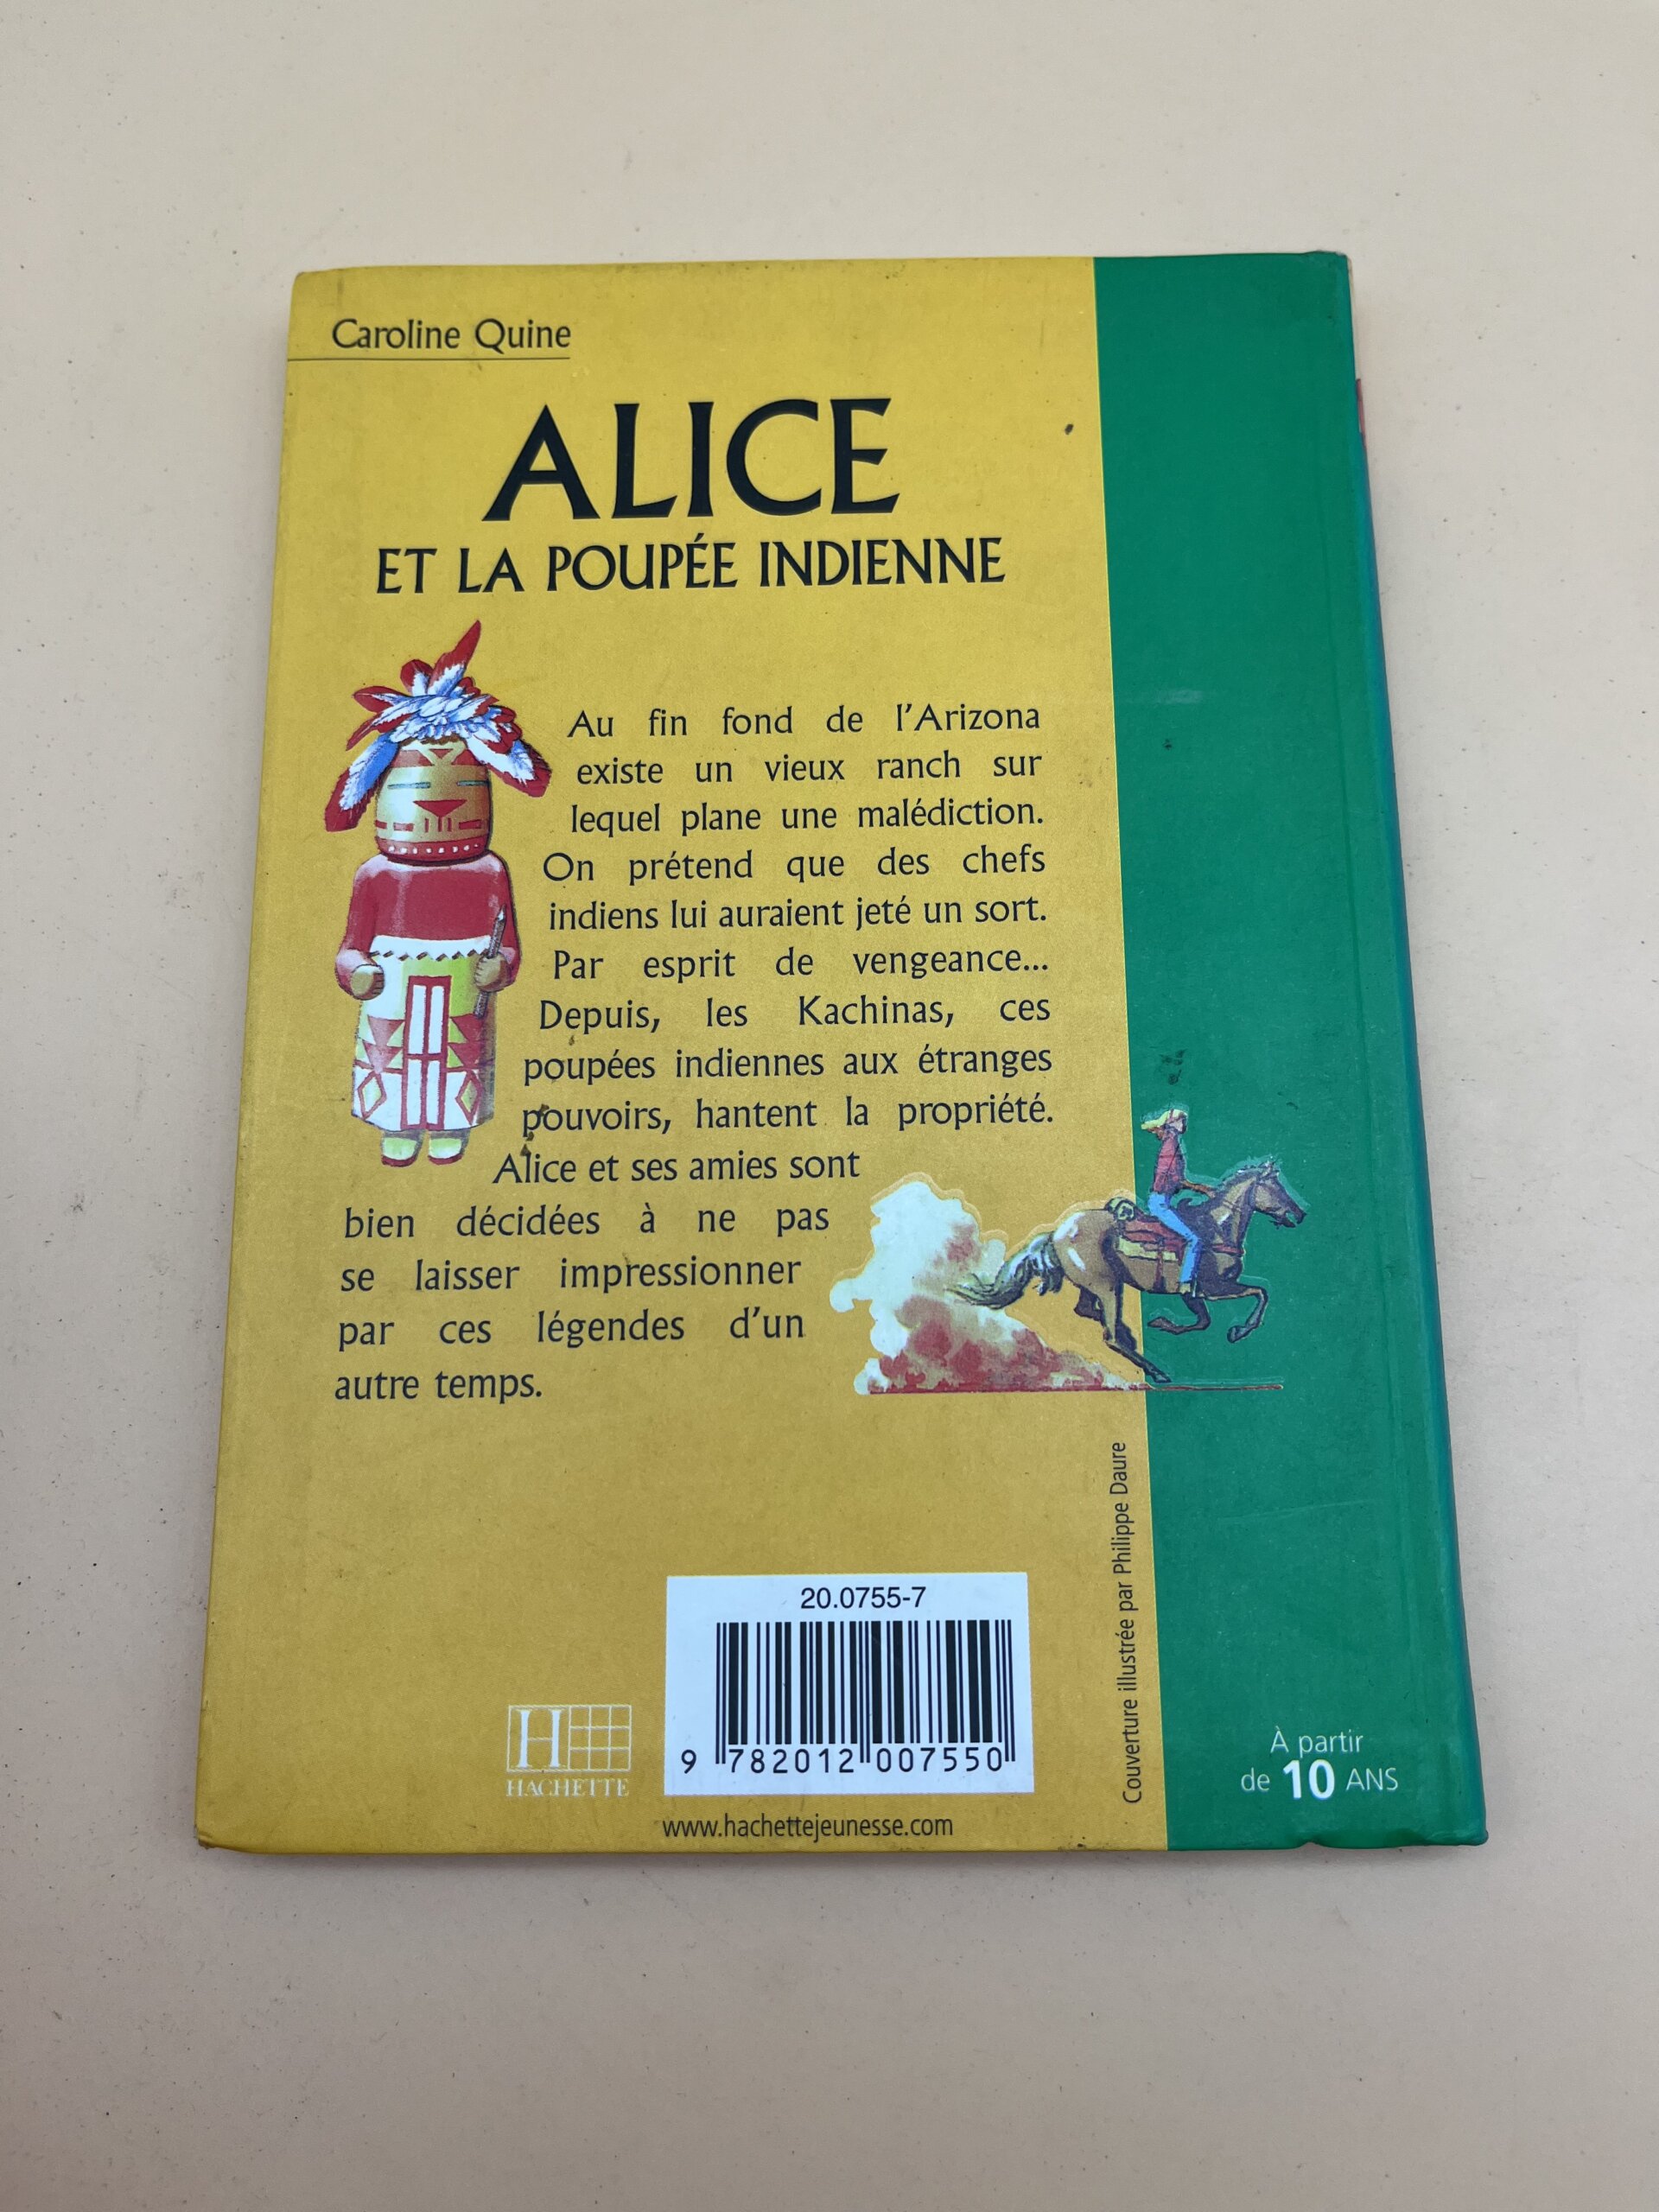 Caroline Quine
ALICE
ET LA POUPÉE INDIENNE
Au fin fond de l'Arizona
existe un vieux ranch sur
lequel plane une malédiction.
On prétend que des chefs
indiens lui auraient jeté un sort.
Par esprit de vengeance...
Depuis, les Kachinas, ces
poupées indiennes aux étranges
pouvoirs, hantent la propriété.
Alice et ses amies sont
bien décidées à ne pas
se laisser impressionner
par ces légendes d'un
autre temps.
Couverture illustrée par Philippe Daure
20.0755-7
9 782012 007550
H
HACHETTE
www.hachettejeunesse.com
À partir
de 10 ANS